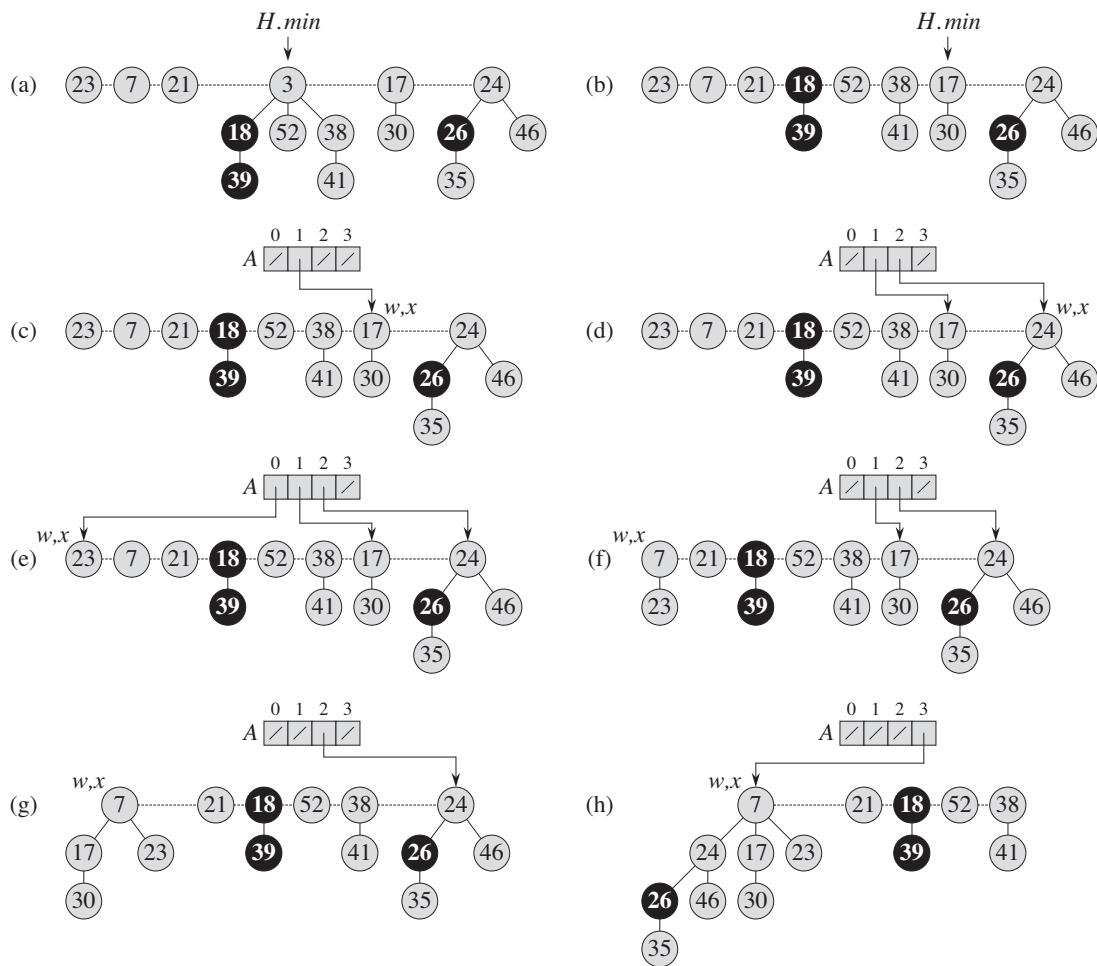 H.min H.min
(a) 23 7 21 3 17 24 (b) 23 7 21 18 52 38 17 24
18 52 38 30 26 46 39 41 30 26 46
39 41 35 35
0 1 2 3 0 1 2 3
A A
w,x w,x
(c) 23 7 21 18 52 38 17 24 (d) 23 7 21 18 52 38 17 24
39 41 30 26 46 39 41 30 26 46
35 35
0 1 2 3 0 1 2 3
A A
w,x w,x
(e) 23 7 21 18 52 38 17 24 (f) 7 21 18 52 38 17 24
39 41 30 26 46 23 39 41 30 26 46
35 35
0 1 2 3 0 1 2 3
A A
w,x w,x
(g) 7 21 18 52 38 24 (h) 7 21 18 52 38
17 23 39 41 26 46 24 17 23 39 41
30 35 26 46 30
35